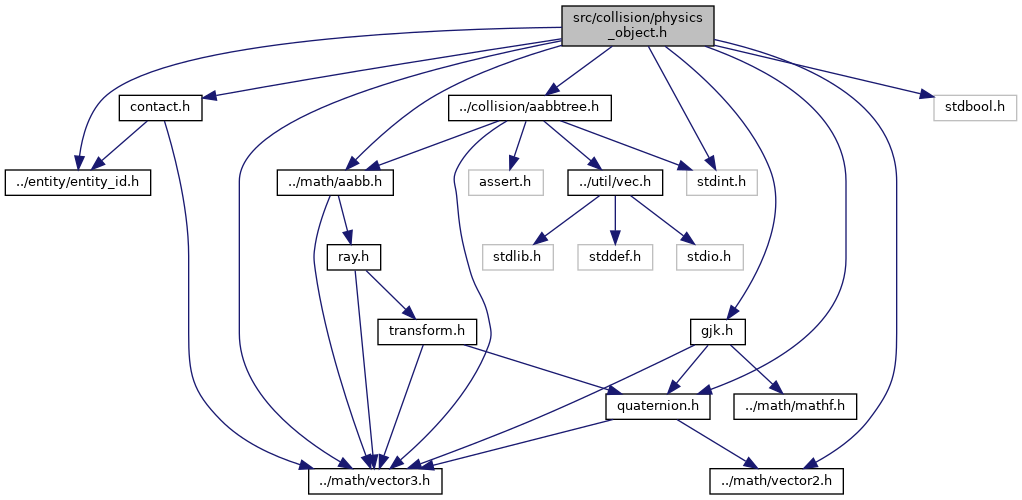 src/collision/physics
_object.h
contact.h
../collision/aabbtree.h
stdbool.h
../entity/entity_id.h
../math/aabb.h
assert.h
../util/vec.h
stdint.h
ray.h
stdlib.h
stddef.h
stdio.h
transform.h
gjk.h
quaternion.h
../math/mathf.h
../math/vector3.h
../math/vector2.h